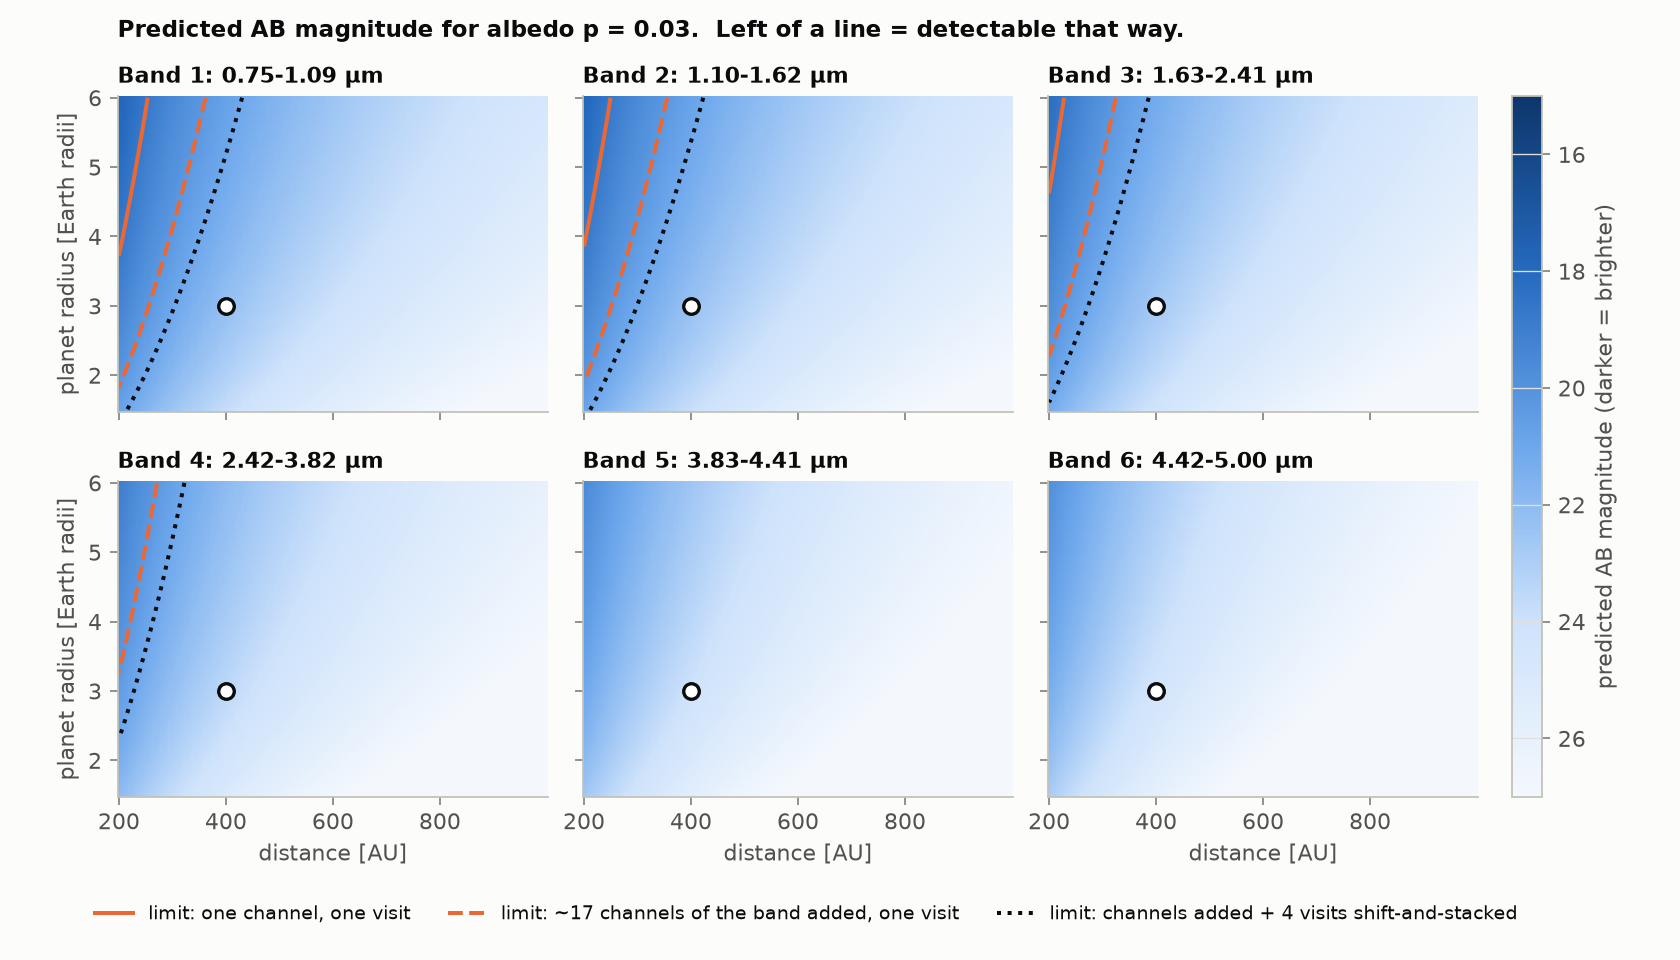 Predicted AB magnitude for albedo p = 0.03.  Left of a line = detectable that way.
Band 1: 0.75-1.09 µm
Band 2: 1.10-1.62 µm
Band 3: 1.63-2.41 µm
planet radius [Earth radii]
6
5
4
3
2
Band 4: 2.42-3.82 µm
Band 5: 3.83-4.41 µm
Band 6: 4.42-5.00 µm
planet radius [Earth radii]
6
5
4
3
2
200 400 600 800
200 400 600 800
200 400 600 800
distance [AU]
distance [AU]
distance [AU]
16
18
20
22
24
26
predicted AB magnitude (darker = brighter)
limit: one channel, one visit
limit: ~17 channels of the band added, one visit
limit: channels added + 4 visits shift-and-stacked